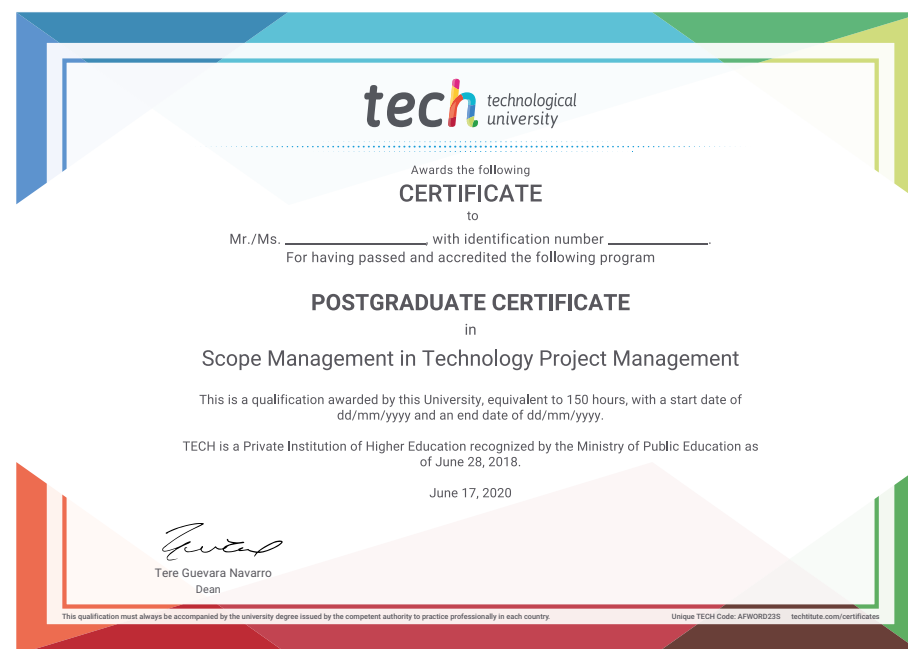 tech technological
university
Awards the following
CERTIFICATE
to
Mr./Ms. ____________________, with identification number ______________.
For having passed and accredited the following program
POSTGRADUATE CERTIFICATE
in
Scope Management in Technology Project Management
This is a qualification awarded by this University, equivalent to 150 hours, with a start date of
dd/mm/yyyy and an end date of dd/mm/yyyy.
TECH is a Private Institution of Higher Education recognized by the Ministry of Public Education as
of June 28, 2018.
June 17, 2020
Tere Guevara Navarro
Dean
This qualification must always be accompanied by the university degree issued by the competent authority to practice professionally in each country. Unique TECH Code: AFWORD23S techtitute.com/certificates